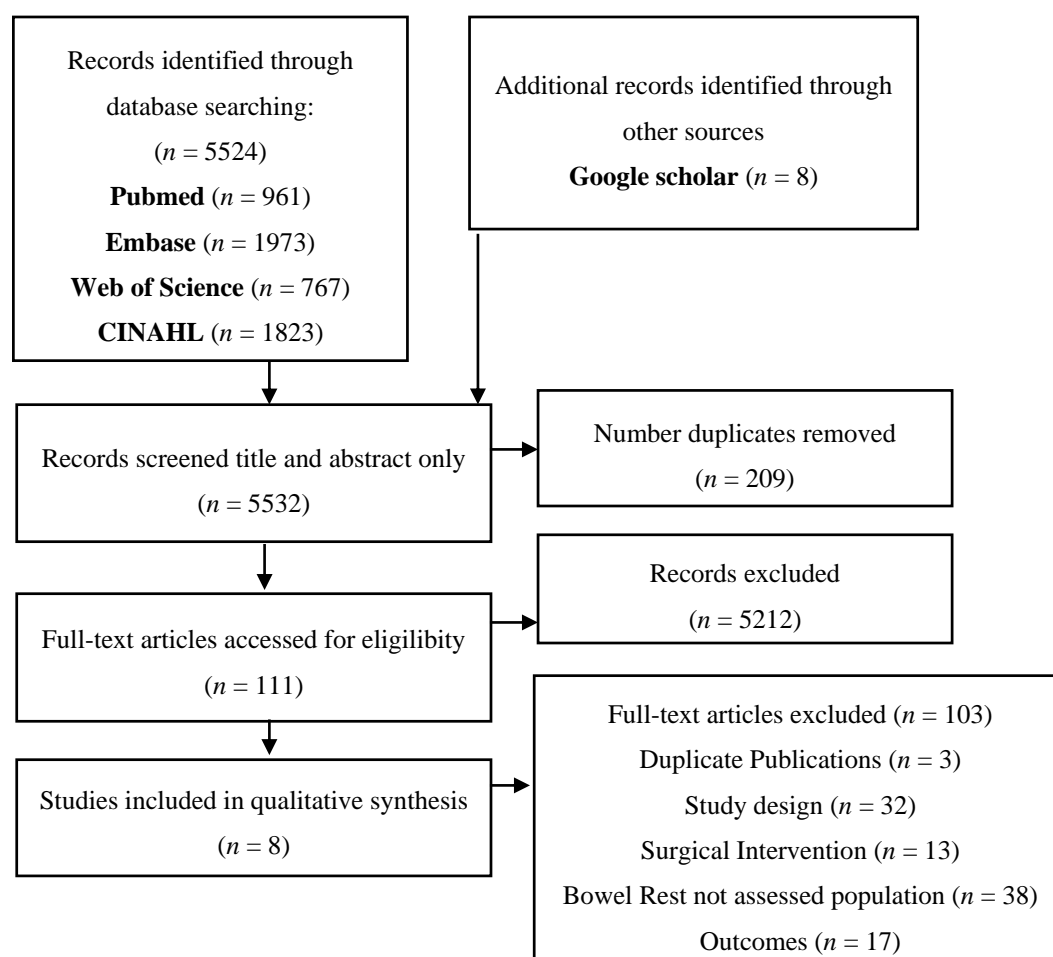 Records identified through
database searching:
(n = 5524)
Pubmed (n = 961)
Embase (n = 1973)
Web of Science (n = 767)
CINAHL (n = 1823)
Additional records identified through
other sources
Google scholar (n = 8)
Records screened title and abstract only
(n = 5532)
Number duplicates removed
(n = 209)
Records excluded
(n = 5212)
Full-text articles accessed for eligilibity
(n = 111)
Full-text articles excluded (n = 103)
Duplicate Publications (n = 3)
Study design (n = 32)
Surgical Intervention (n = 13)
Bowel Rest not assessed population (n = 38)
Outcomes (n = 17)
Studies included in qualitative synthesis
(n = 8)